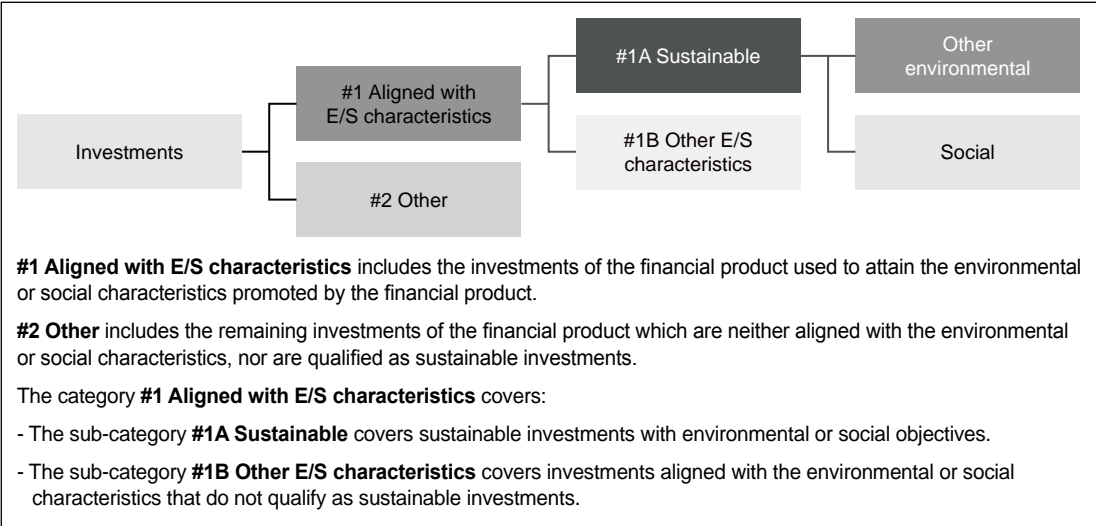 Investments
#1 Aligned with
E/S characteristics
#2 Other
#1A Sustainable
#1B Other E/S
characteristics
Other
environmental
Social
#1 Aligned with E/S characteristics includes the investments of the financial product used to attain the environmental
or social characteristics promoted by the financial product.
#2 Other includes the remaining investments of the financial product which are neither aligned with the environmental
or social characteristics, nor are qualified as sustainable investments.
The category #1 Aligned with E/S characteristics covers:
- The sub-category #1A Sustainable covers sustainable investments with environmental or social objectives.
- The sub-category #1B Other E/S characteristics covers investments aligned with the environmental or social
characteristics that do not qualify as sustainable investments.